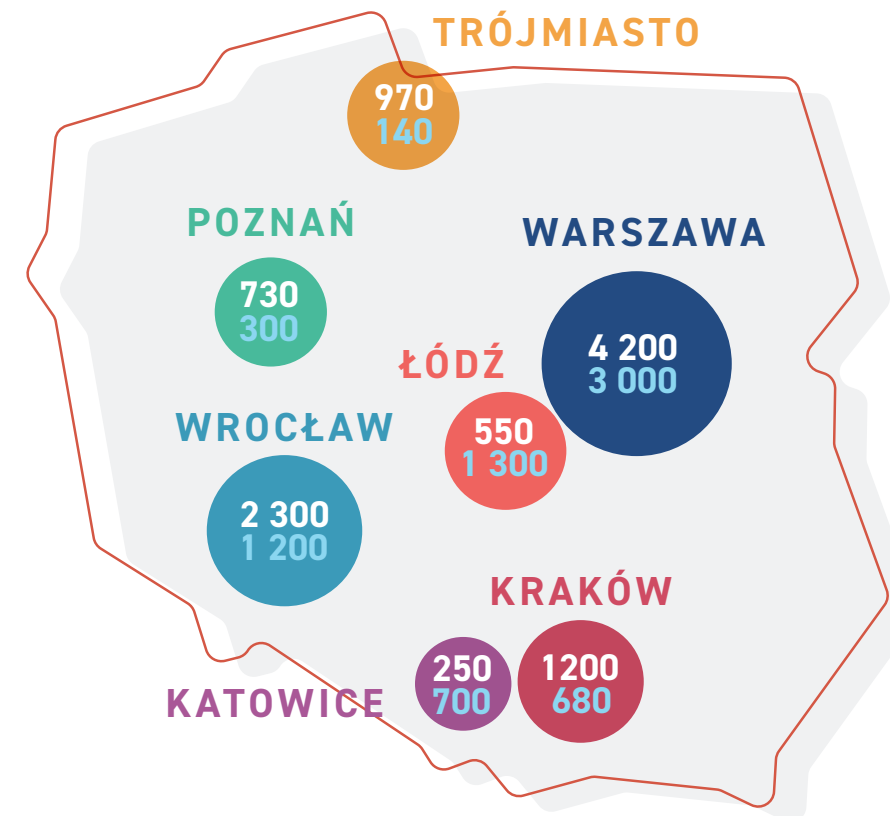 TRÓJMIASTO
970
140
POZNAŃ
730
300
WARSZAWA
4 200
3 000
ŁÓDŹ
550
1 300
WROCŁAW
2 300
1 200
KRAKÓW
1200
680
KATOWICE
250
700